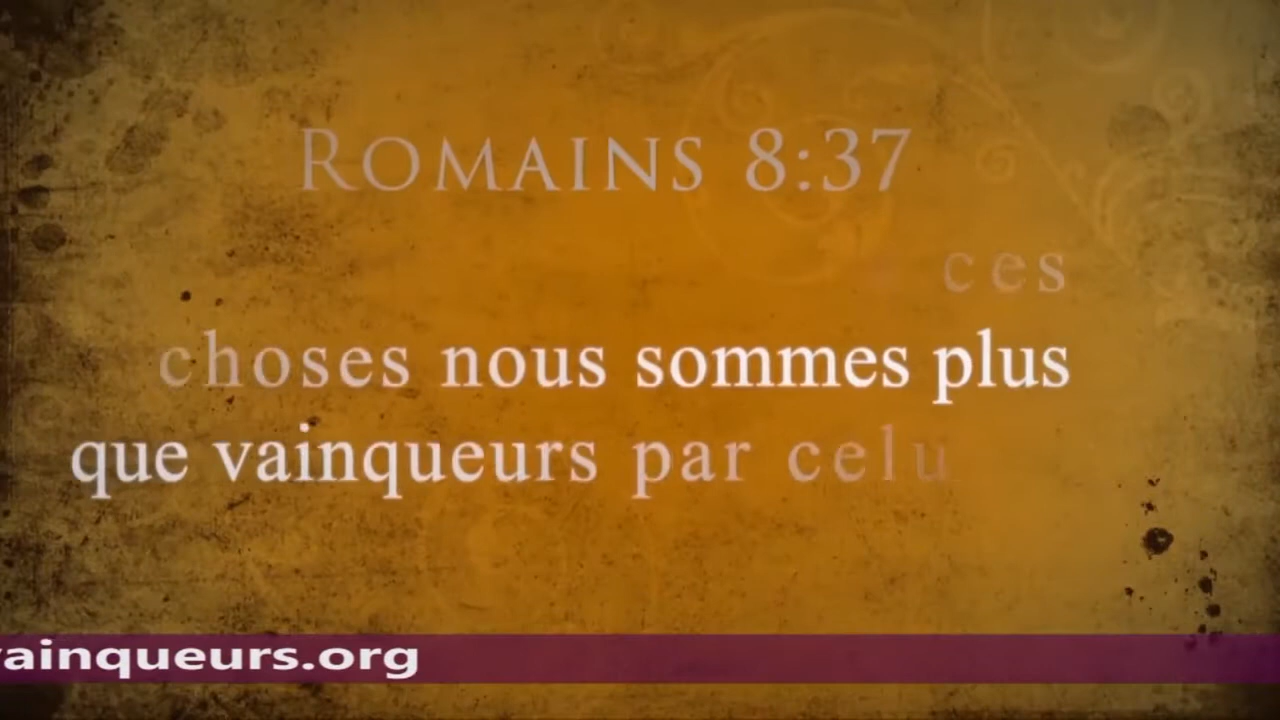 Romains 8:37
ces
choses nous sommes plus
que vainqueurs par celu
vainqueurs.org